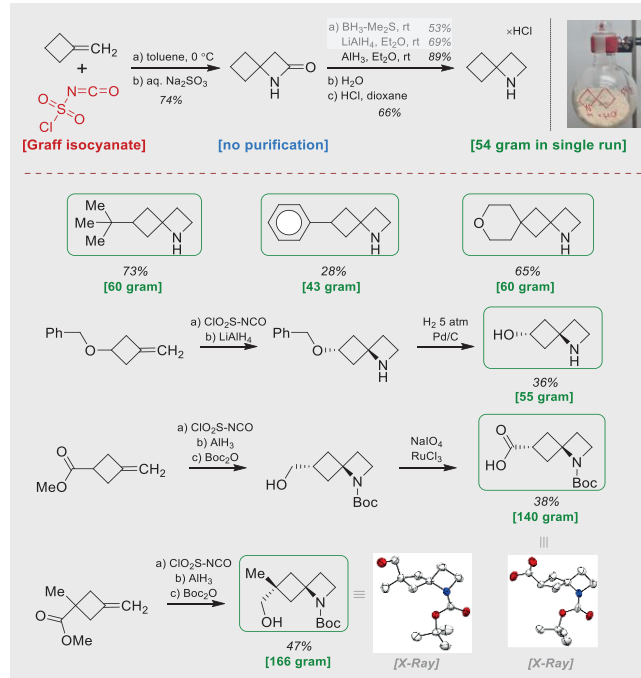 CH2
+
N=C=O
O
S
O
Cl
[Graff isocyanate]
a) toluene, 0 °C
b) aq. Na2SO3
74%
O
N
H
[no purification]
a) BH3-Me2S, rt 53%
LiAlH4, Et2O, rt 69%
AlH3, Et2O, rt 89%
b) H2O
c) HCl, dioxane
66%
×HCl
N
H
[54 gram in single run]
Me
Me
Me
NH
73%
[60 gram]
NH
28%
[43 gram]
O
NH
65%
[60 gram]
Ph
O
CH2
a) ClO2S-NCO
b) LiAlH4
Ph
O
N
H
H2 5 atm
Pd/C
HO
N
H
36%
[55 gram]
O
MeO
CH2
a) ClO2S-NCO
b) AlH3
c) Boc2O
HO
N
Boc
NaIO4
RuCl3
O
HO
N
Boc
38%
[140 gram]
Me
O
OMe
CH2
a) ClO2S-NCO
b) AlH3
c) Boc2O
Me
OH
N
Boc
47%
[166 gram]
[X-Ray]
[X-Ray]